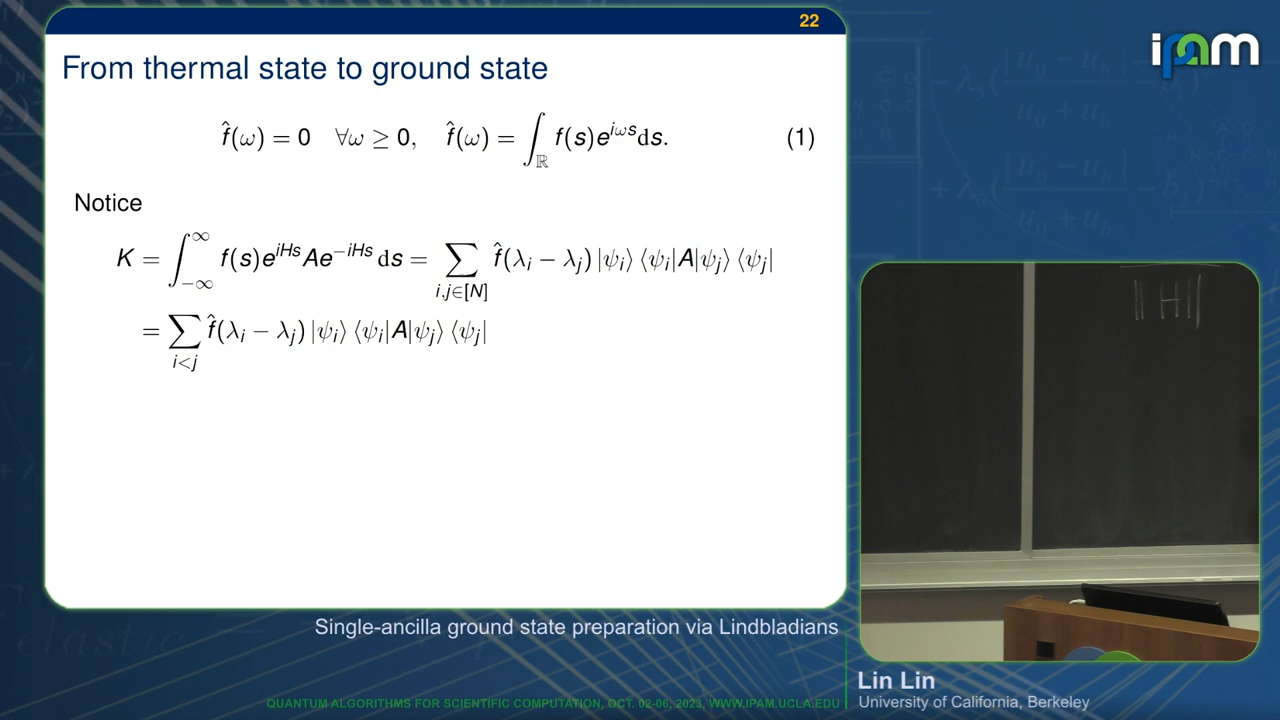 22
ipam
From thermal state to ground state
f̂(ω) = 0 ∀ω ≥ 0, f̂(ω) = ∫_ℝ f(s)e^{iωs}ds. (1)
Notice
K = ∫_{-∞}^{∞} f(s)e^{iHs}Ae^{-iHs} ds = ∑_{i,j∈[N]} f̂(λ_i − λ_j) |ψ_i⟩ ⟨ψ_i|A|ψ_j⟩ ⟨ψ_j|
= ∑_{i<j} f̂(λ_i − λ_j) |ψ_i⟩ ⟨ψ_i|A|ψ_j⟩ ⟨ψ_j|
||H||
Single-ancilla ground state preparation via Lindbladians
Lin Lin
University of California, Berkeley
QUANTUM ALGORITHMS FOR SCIENTIFIC COMPUTATION, OCT. 02-06, 2023, WWW.IPAM.UCLA.EDU